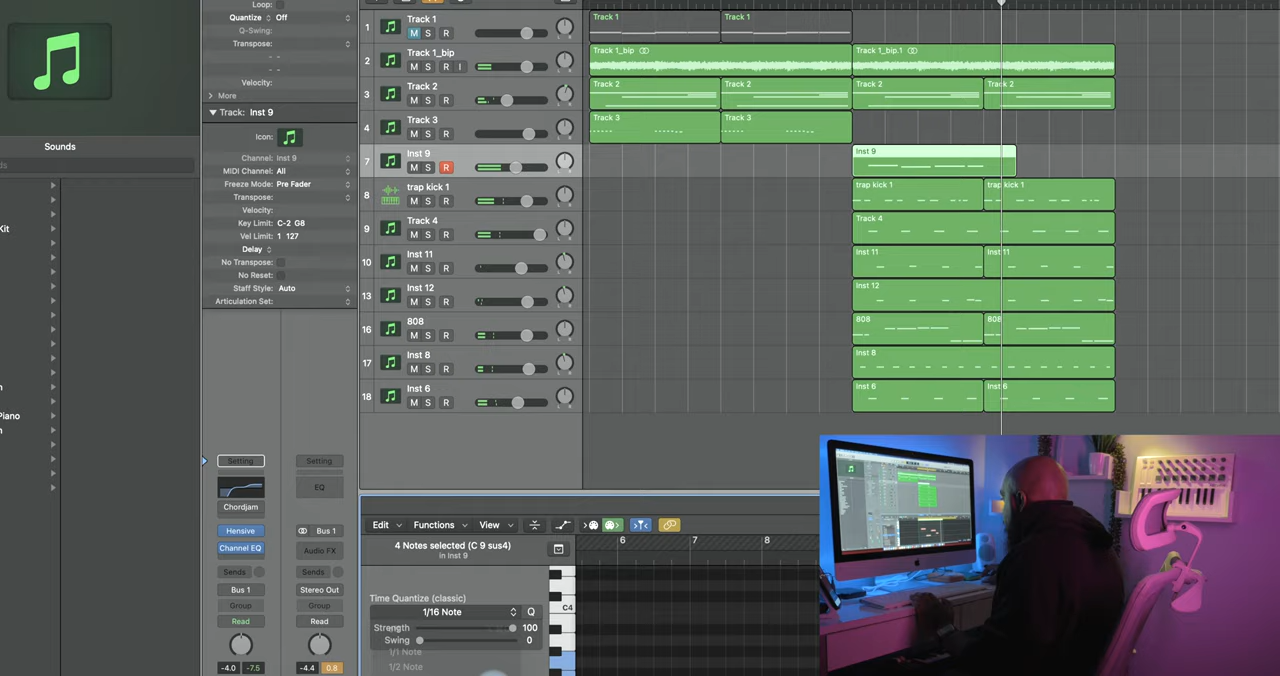 Loop:
Quantize Off
Q-Swing:
Transpose:
Velocity:
More
Track: Inst 9
Icon:
Channel: Inst 9
MIDI Channel: All
Freeze Mode: Pre Fader
Transpose:
Velocity:
Key Limit: C-2 G8
Vel Limit: 1 127
Delay
No Transpose:
No Reset:
Staff Style: Auto
Articulation Set:
Sounds
Kit
Piano
Setting
Setting
EQ
Chordjam
Hensive
Bus 1
Channel EQ
Audio FX
Sends
Sends
Bus 1
Stereo Out
Group
Group
Read
Read
-4.0 -7.5
-4.4 0.8
1 Track 1 M S R
2 Track 1_bip M S R I
3 Track 2 M S R
4 Track 3 M S R
7 Inst 9 M S R
8 trap kick 1 M S R
9 Track 4 M S R
10 Inst 11 M S R
13 Inst 12 M S R
16 808 M S R
17 Inst 8 M S R
18 Inst 6 M S R
Track 1 Track 1
Track 1_bip Track 1_bip.1
Track 2 Track 2 Track 2 Track 2
Track 3 Track 3
Inst 9
trap kick 1 trap kick 1
Track 4
Inst 11 Inst 11
Inst 12
808 808
Inst 8
Inst 6 Inst 6
Edit Functions View
4 Notes selected (C 9 sus4)
in Inst 9
6 7 8
C4
Time Quantize (classic)
1/16 Note Q
Strength 100
Swing 0
1/1 Note
1/2 Note